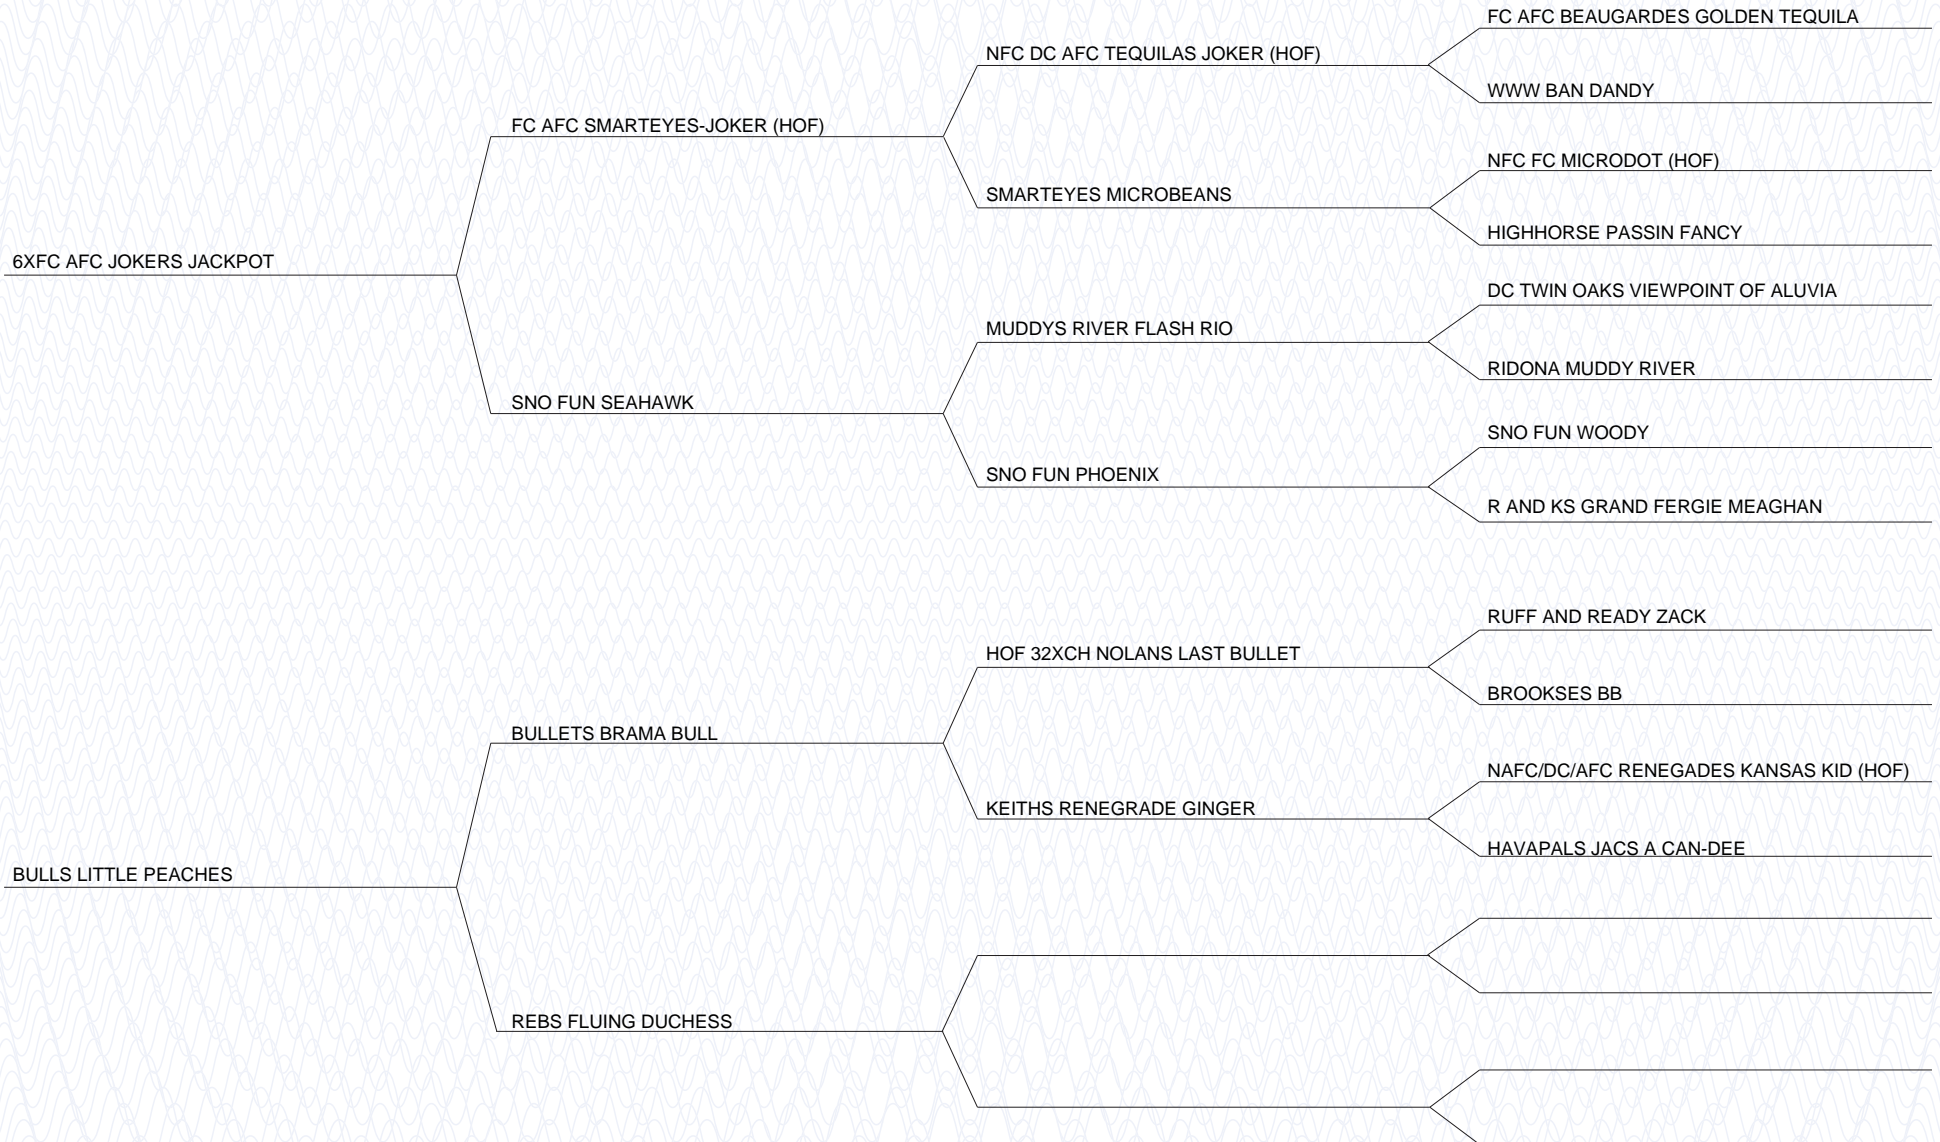 FC AFC BEAUGARDES GOLDEN TEQUILA
NFC DC AFC TEQUILAS JOKER (HOF)
WWW BAN DANDY
FC AFC SMARTEYES-JOKER (HOF)
NFC FC MICRODOT (HOF)
SMARTEYES MICROBEANS
HIGHHORSE PASSIN FANCY
6XFC AFC JOKERS JACKPOT
DC TWIN OAKS VIEWPOINT OF ALUVIA
MUDDYS RIVER FLASH RIO
RIDONA MUDDY RIVER
SNO FUN SEAHAWK
SNO FUN WOODY
SNO FUN PHOENIX
R AND KS GRAND FERGIE MEAGHAN
RUFF AND READY ZACK
HOF 32XCH NOLANS LAST BULLET
BROOKSES BB
BULLETS BRAMA BULL
NAFC/DC/AFC RENEGADES KANSAS KID (HOF)
KEITHS RENEGRADE GINGER
HAVAPALS JACS A CAN-DEE
BULLS LITTLE PEACHES
REBS FLUING DUCHESS